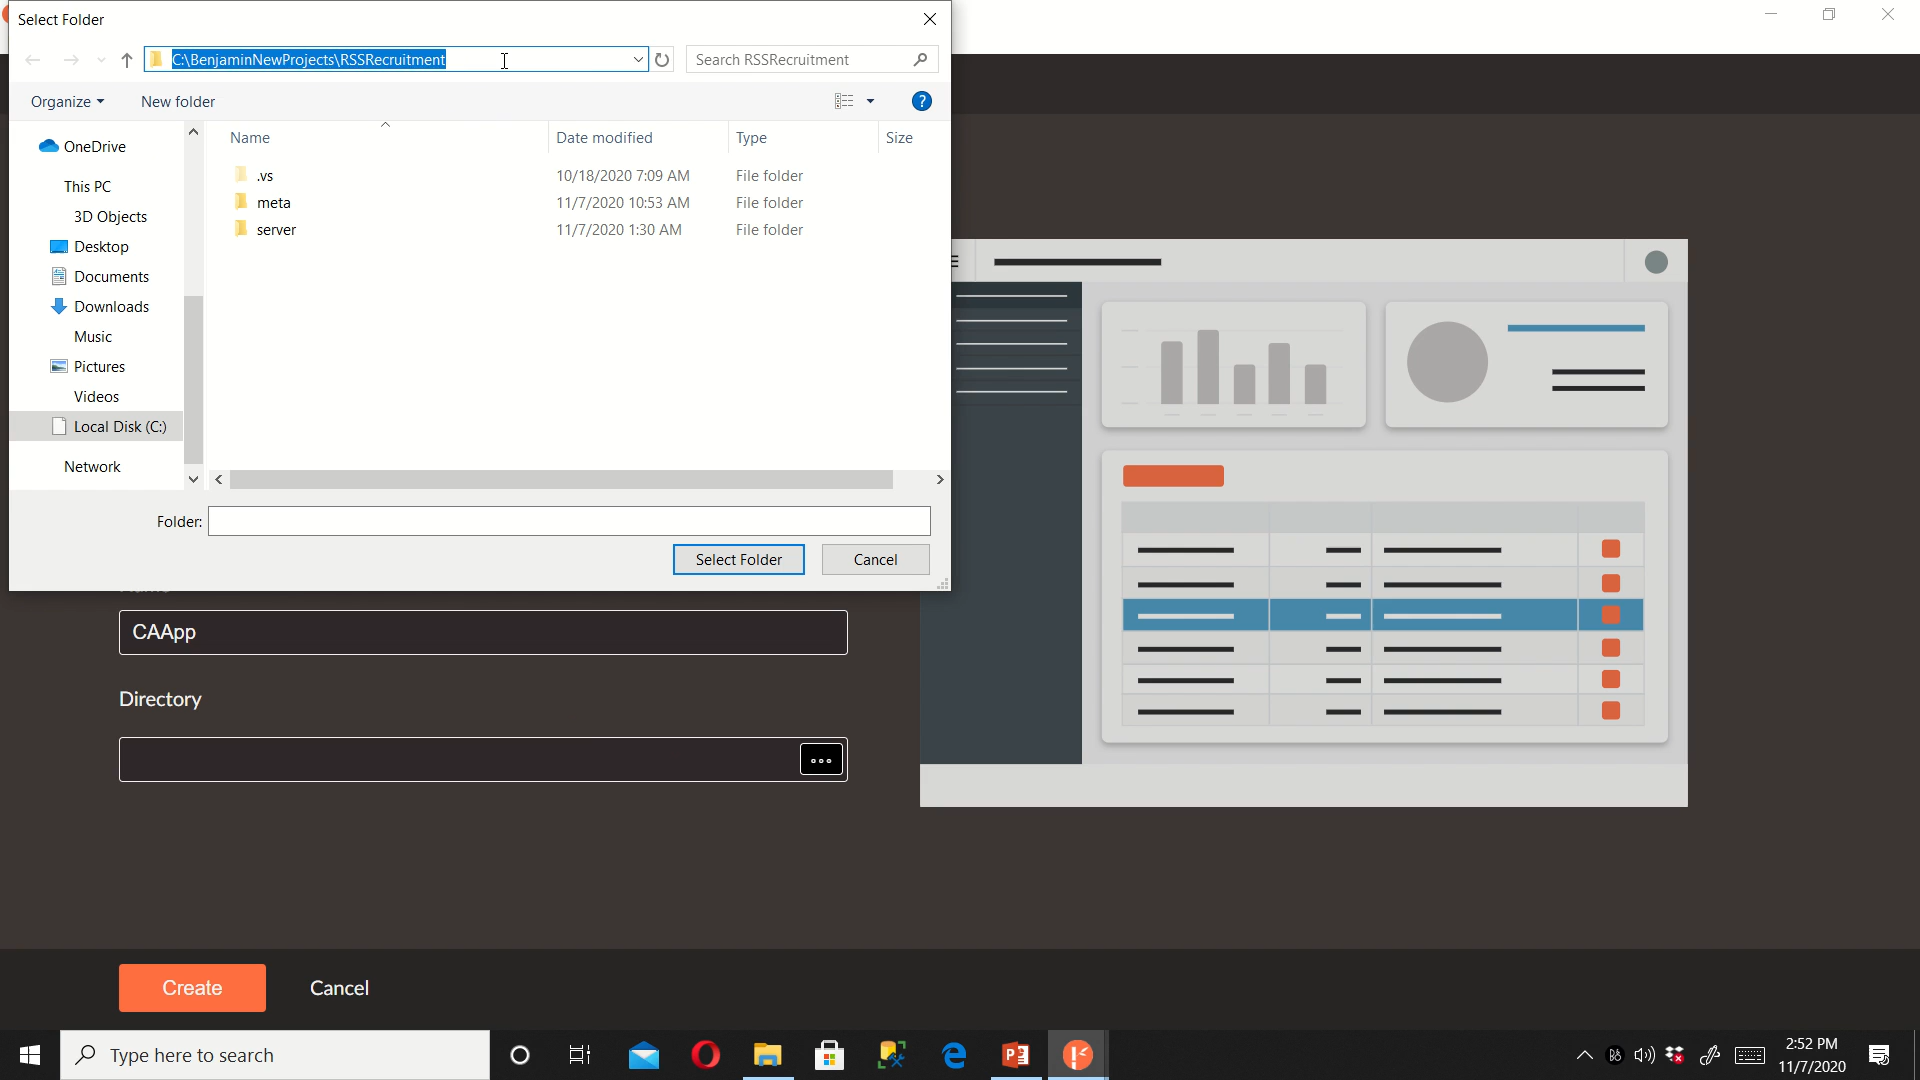 Select Folder
C:\BenjaminNewProjects\RSSRecruitment
Search RSSRecruitment
Organize
New folder
?
Name
Date modified
Type
Size
OneDrive
This PC
3D Objects
Desktop
Documents
Downloads
Music
Pictures
Videos
Local Disk (C:)
Network
.vs 10/18/2020 7:09 AM File folder
meta 11/7/2020 10:53 AM File folder
server 11/7/2020 1:30 AM File folder
Folder:
Select Folder
Cancel
CAApp
Directory
Create
Cancel
Type here to search
2:52 PM
11/7/2020